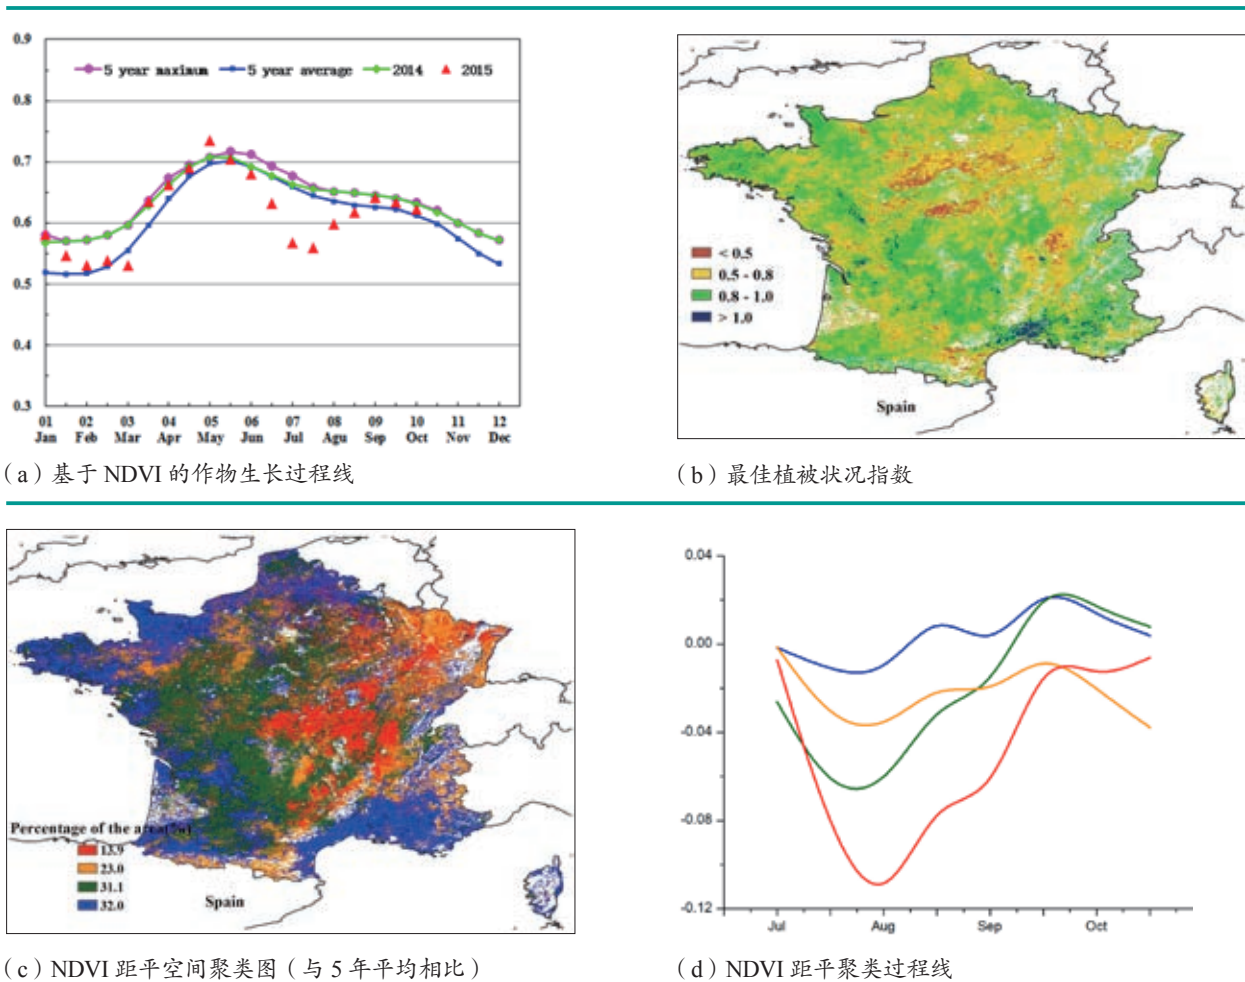 0.9
0.8
0.7
0.6
0.5
0.4
0.3
5 year maximum 5 year average 2014 2015
01 02 03 04 05 06 07 08 09 10 11 12
Jan Feb Mar Apr May Jun Jul Agu Sep Oct Nov Dec
(a)基于 NDVI 的作物生长过程线
< 0.5
0.5 - 0.8
0.8 - 1.0
> 1.0
Spain
(b)最佳植被状况指数
Percentage of the area(%)
13.9
23.0
31.1
32.0
Spain
(c)NDVI 距平空间聚类图(与 5 年平均相比)
0.04
0.00
-0.04
-0.08
-0.12
Jul Aug Sep Oct
(d)NDVI 距平聚类过程线